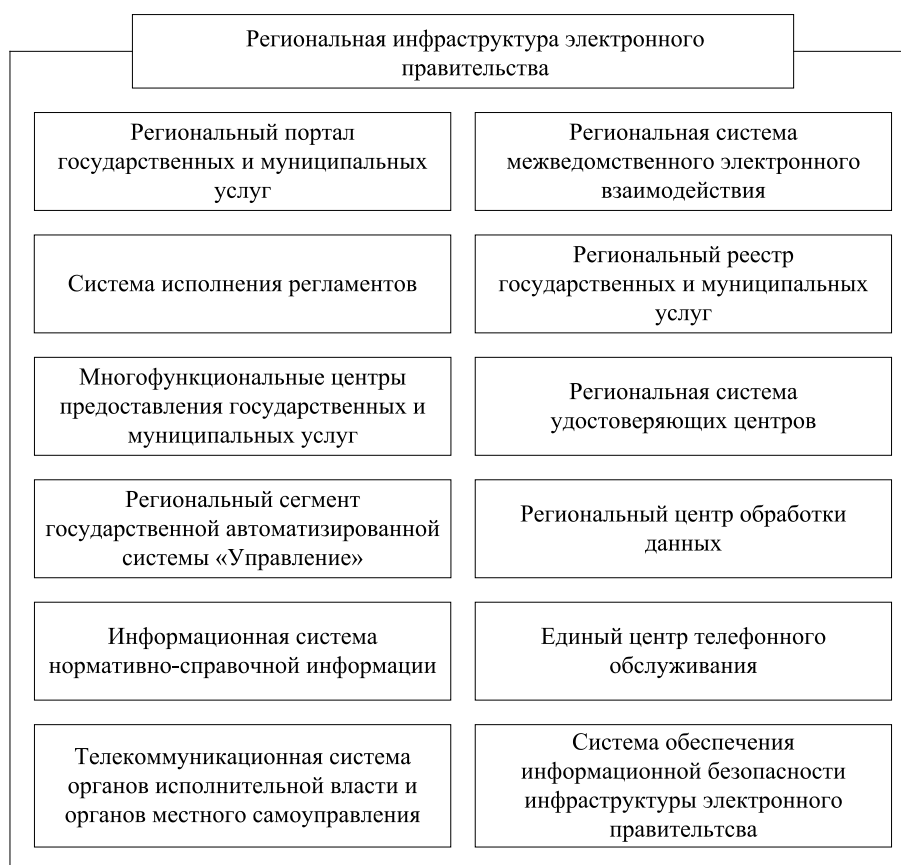 Региональная инфраструктура электронного
правительства
Региональный портал
государственных и муниципальных
услуг
Региональная система
межведомственного электронного
взаимодействия
Система исполнения регламентов
Региональный реестр
государственных и муниципальных
услуг
Многофункциональные центры
предоставления государственных и
муниципальных услуг
Региональная система
удостоверяющих центров
Региональный сегмент
государственной автоматизированной
системы «Управление»
Региональный центр обработки
данных
Информационная система
нормативно-справочной информации
Единый центр телефонного
обслуживания
Телекоммуникационная система
органов исполнительной власти и
органов местного самоуправления
Система обеспечения
информационной безопасности
инфраструктуры электронного
правительтсва